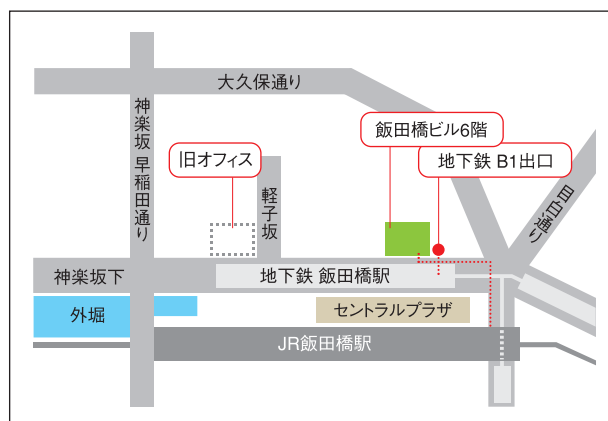 大久保通り
神楽坂 早稲田通り
飯田橋ビル6階
旧オフィス
地下鉄 B1出口
軽子坂
目白通り
神楽坂下
地下鉄 飯田橋駅
外堀
セントラルプラザ
JR飯田橋駅